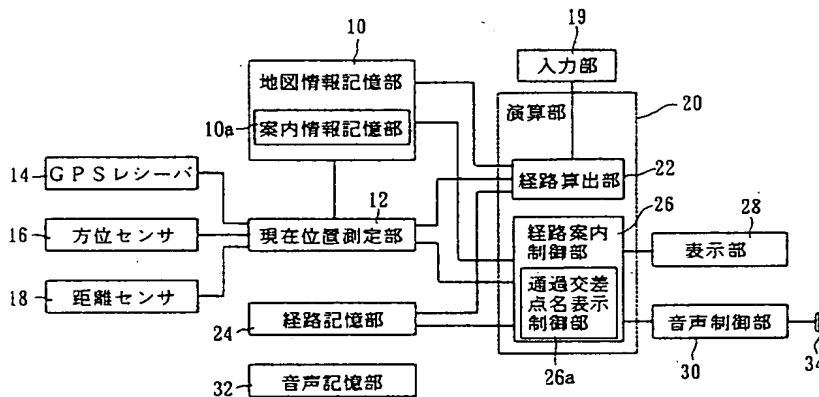 10
19
地図情報記憶部
入力部
10a
案内情報記憶部
演算部
20
14
GPSレシーバ
12
経路算出部
22
16
方位センサ
現在位置測定部
26
経路案内
制御部
28
表示部
18
距離センサ
通過交差
点名表示
制御部
24
経路記憶部
音声制御部
34
32
音声記憶部
26a
30